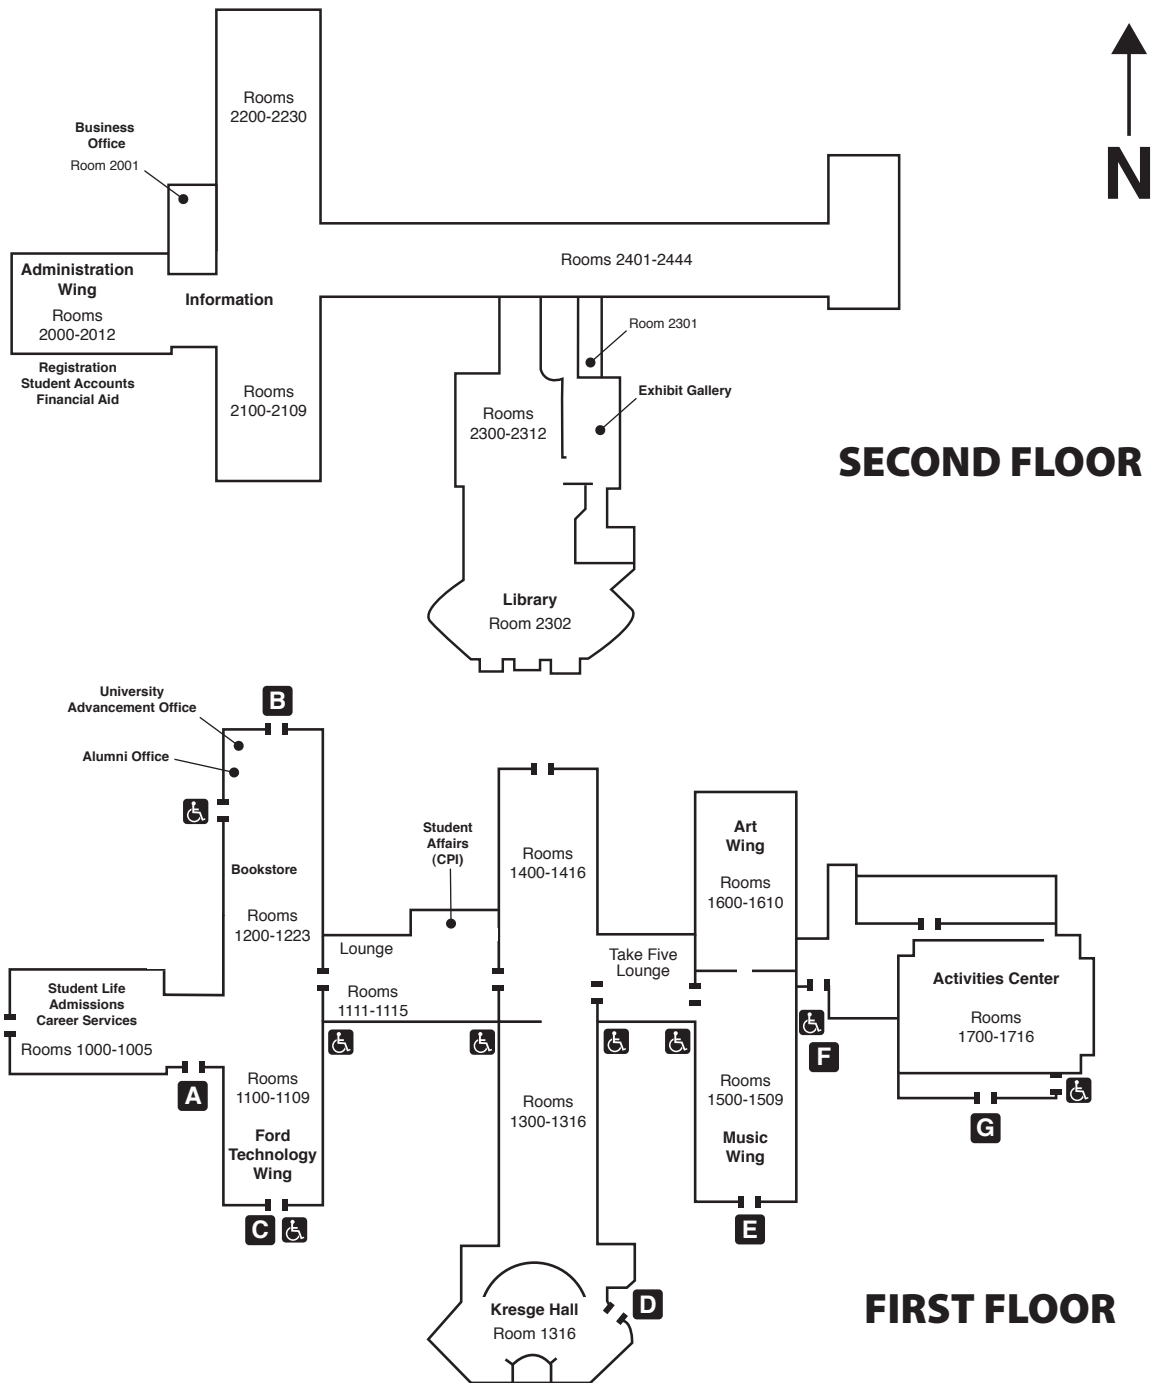 Rooms
2200-2230
Business
Office
Room 2001
N
Administration
Wing
Rooms
2000-2012
Information
Rooms 2401-2444
Registration
Student Accounts
Financial Aid
Room 2301
Rooms
2100-2109
Exhibit Gallery
Rooms
2300-2312
SECOND FLOOR
Library
Room 2302
University
Advancement Office
B
Alumni Office
Student
Affairs
(CPI)
Art
Wing
Rooms
1400-1416
Bookstore
Rooms
1600-1610
Rooms
1200-1223
Lounge
Take Five
Lounge
Student Life
Admissions
Career Services
Rooms 1000-1005
Rooms
1111-1115
Activities Center
Rooms
1700-1716
F
A
Rooms
1100-1109
Rooms
1300-1316
Rooms
1500-1509
G
Ford
Technology
Wing
Music
Wing
C
E
D
Kresge Hall
Room 1316
FIRST FLOOR